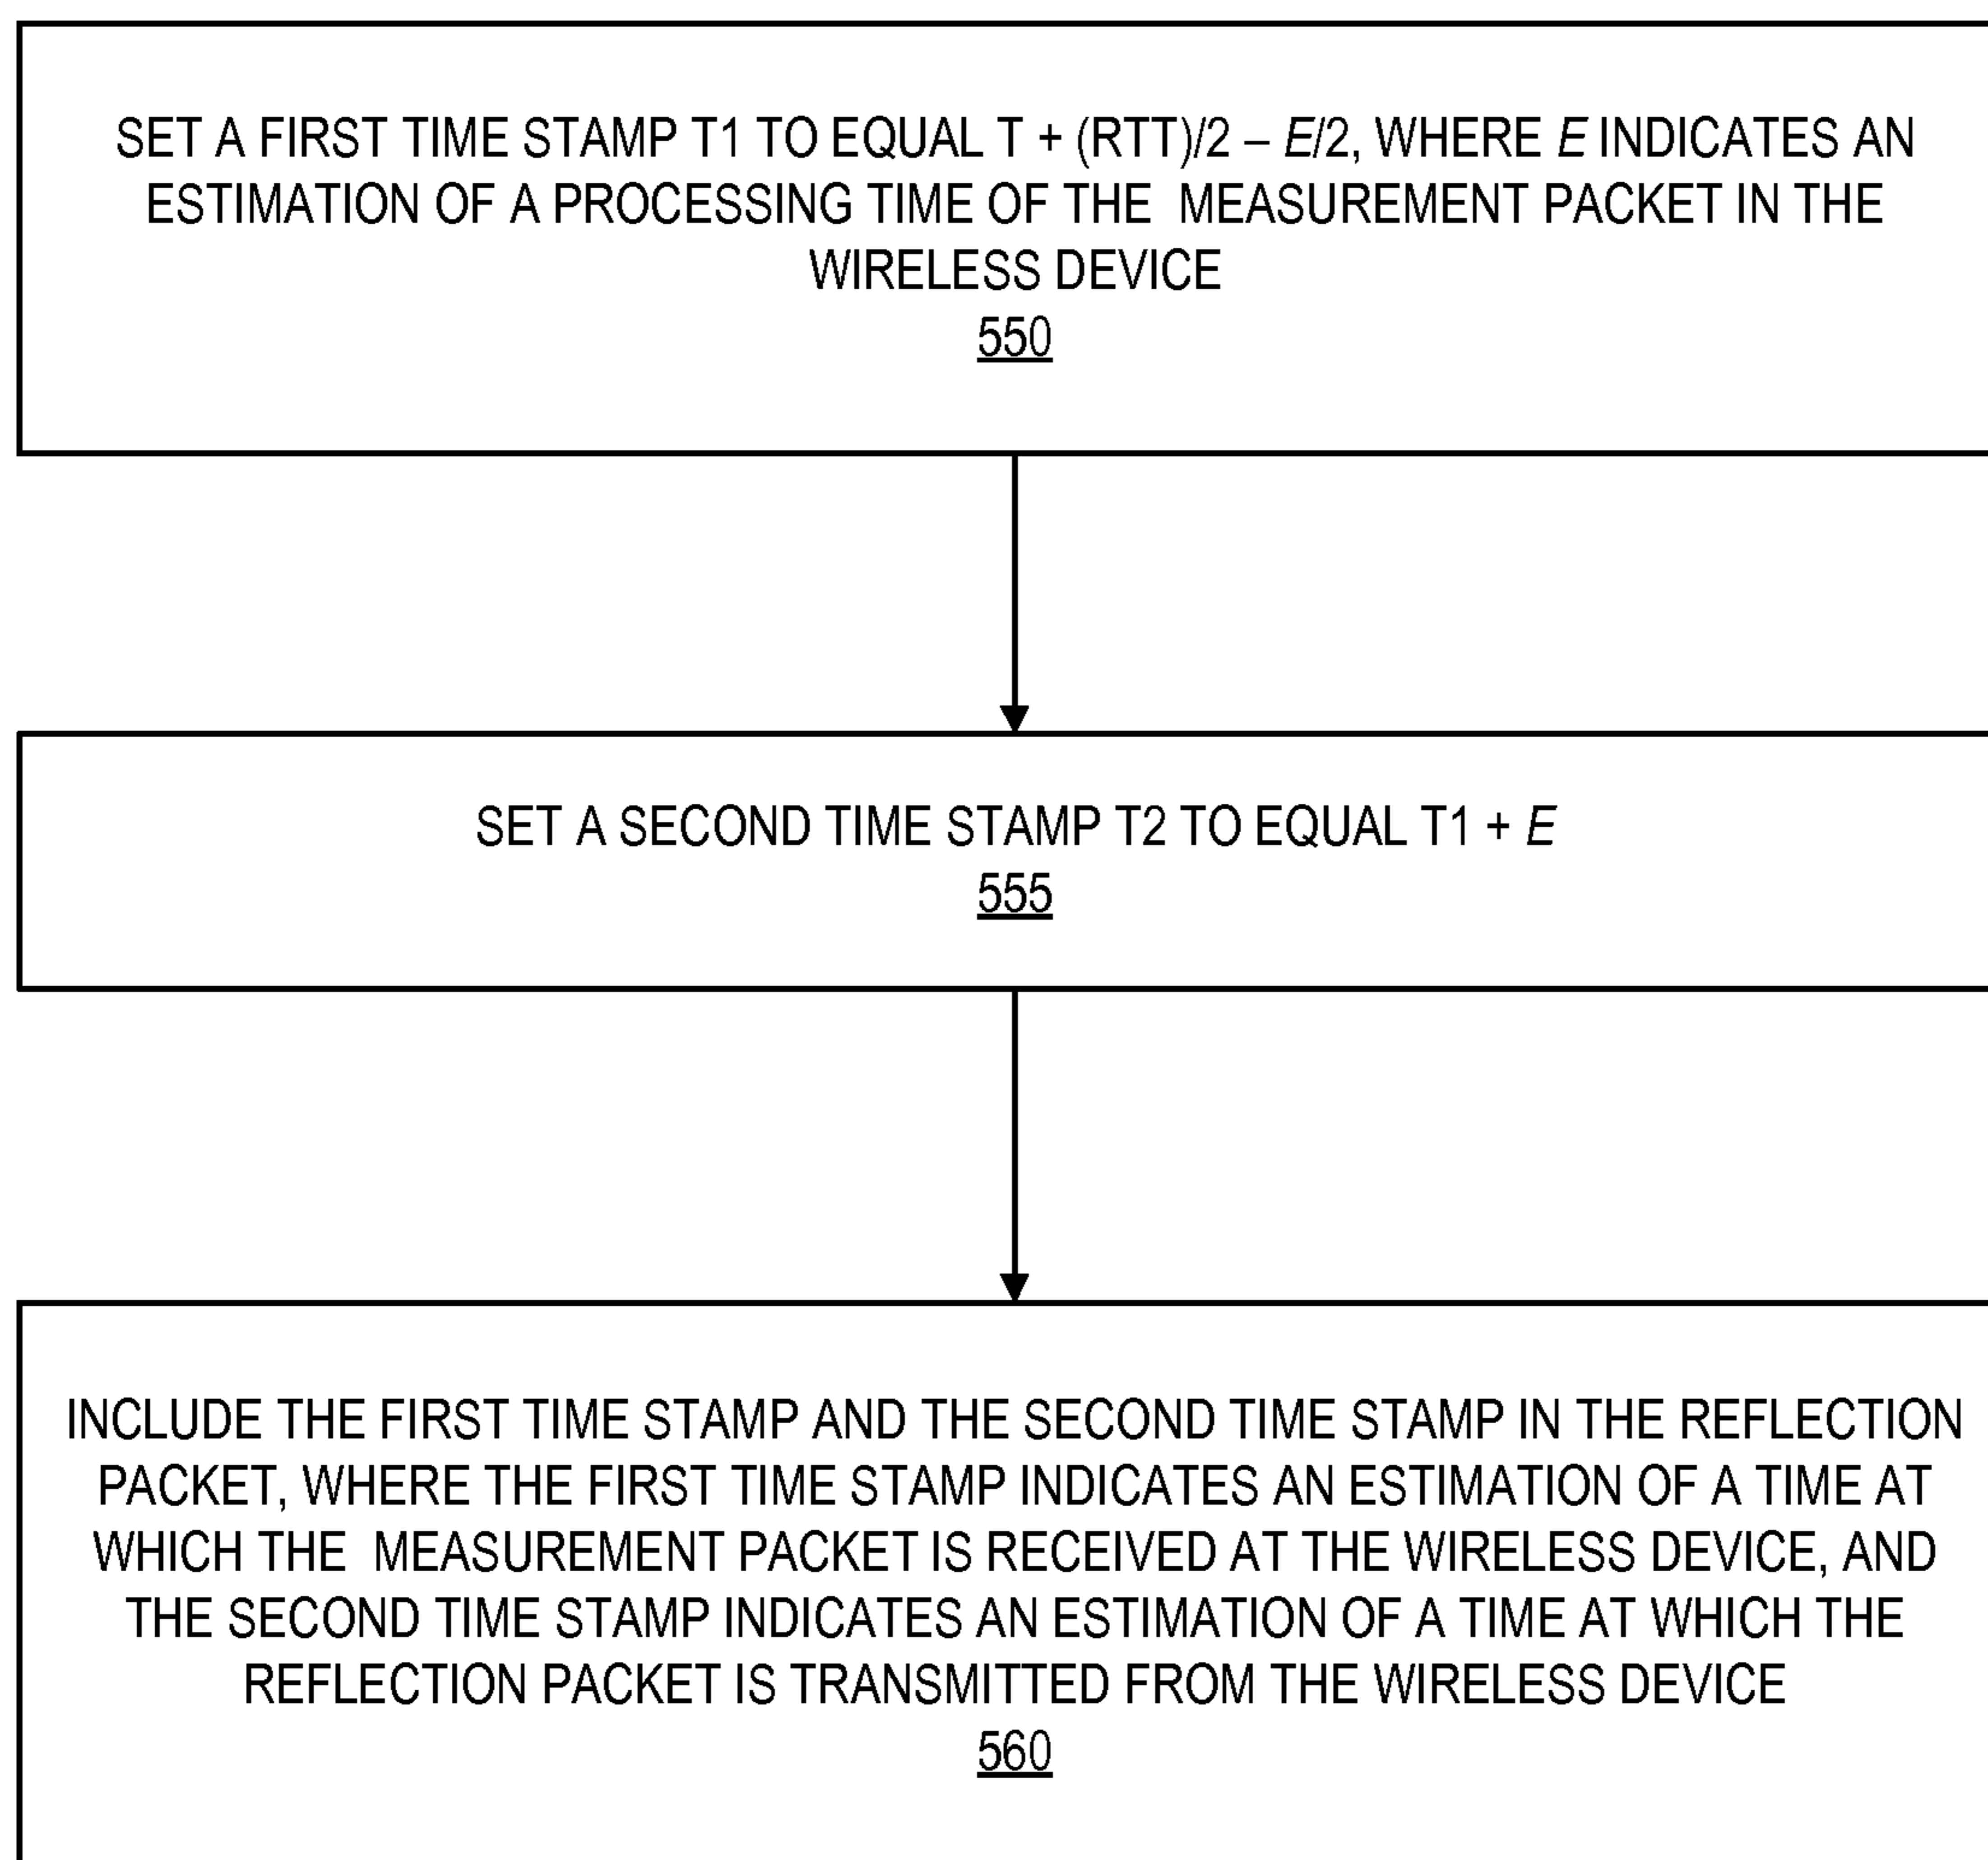 SET A FIRST TIME STAMP T1 TO EQUAL T + (RTT)/2 – E/2, WHERE E INDICATES AN
ESTIMATION OF A PROCESSING TIME OF THE MEASUREMENT PACKET IN THE
WIRELESS DEVICE
550
SET A SECOND TIME STAMP T2 TO EQUAL T1 + E
555
INCLUDE THE FIRST TIME STAMP AND THE SECOND TIME STAMP IN THE REFLECTION
PACKET, WHERE THE FIRST TIME STAMP INDICATES AN ESTIMATION OF A TIME AT
WHICH THE MEASUREMENT PACKET IS RECEIVED AT THE WIRELESS DEVICE, AND
THE SECOND TIME STAMP INDICATES AN ESTIMATION OF A TIME AT WHICH THE
REFLECTION PACKET IS TRANSMITTED FROM THE WIRELESS DEVICE
560